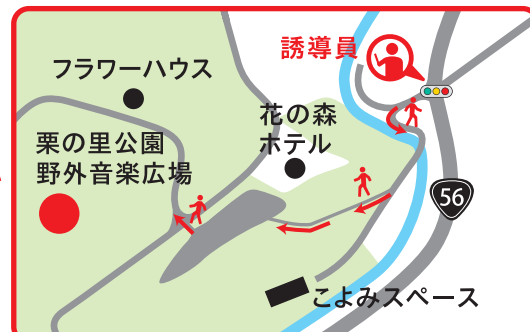 誘導員
フラワーハウス
花の森
ホテル
栗の里公園
野外音楽広場
56
こよみスペース